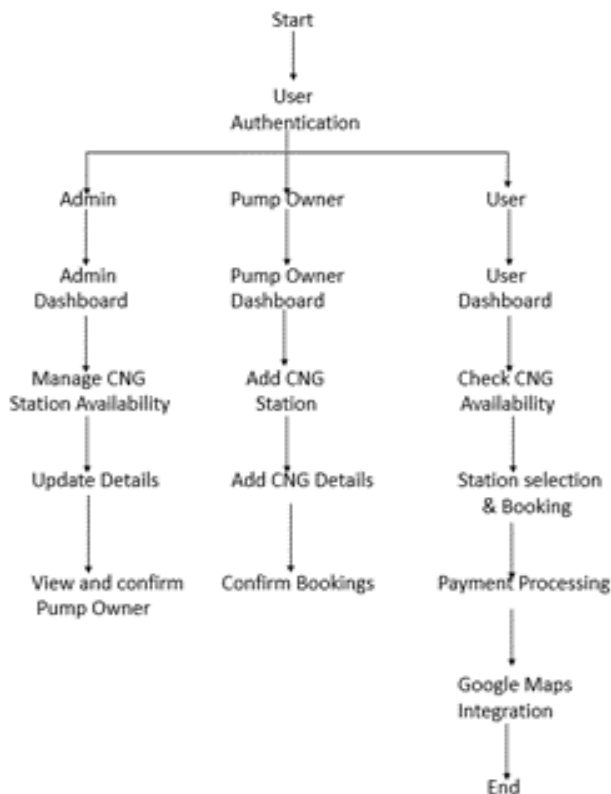 Start
User
Authentication
Admin
Pump Owner
User
Admin
Dashboard
Pump Owner
Dashboard
User
Dashboard
Manage CNG
Station Availability
Add CNG
Station
Check CNG
Availability
Update Details
Add CNG Details
Station selection
& Booking
View and confirm
Pump Owner
Confirm Bookings
Payment Processing
Google Maps
Integration
End